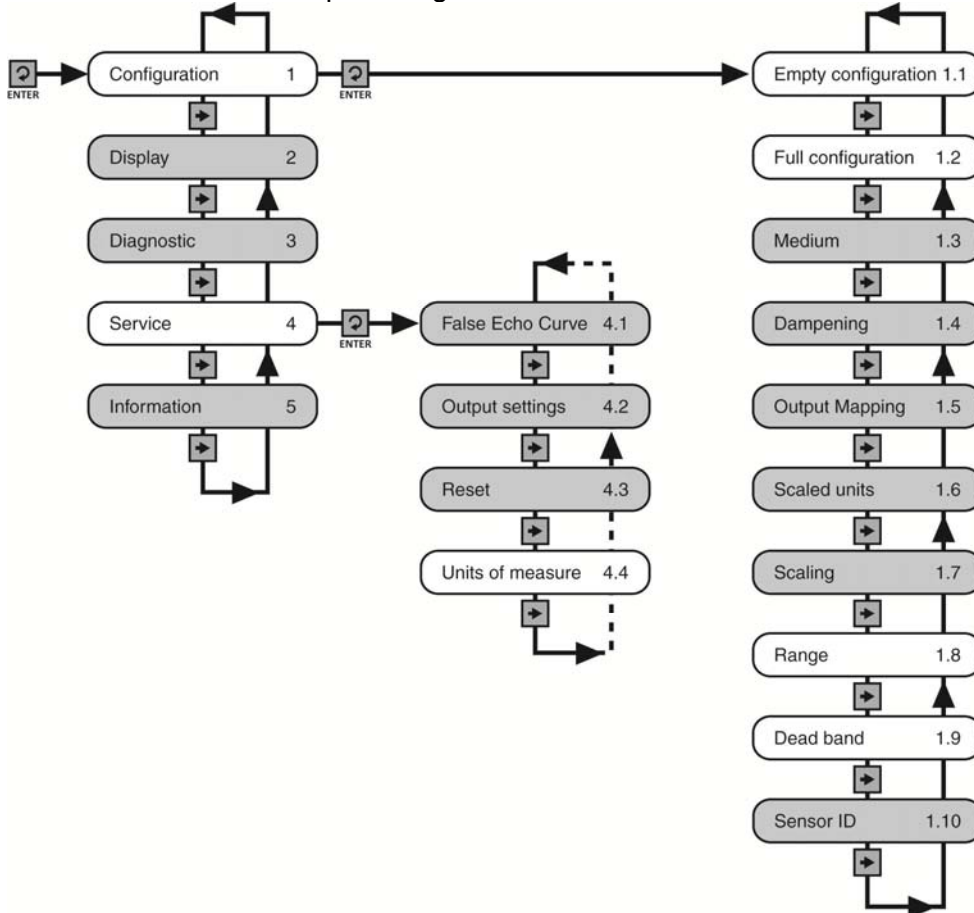 ENTER
Configuration 1
ENTER
Display 2
Diagnostic 3
Service 4
ENTER
Information 5
False Echo Curve 4.1
Output settings 4.2
Reset 4.3
Units of measure 4.4
Empty configuration 1.1
Full configuration 1.2
Medium 1.3
Dampening 1.4
Output Mapping 1.5
Scaled units 1.6
Scaling 1.7
Range 1.8
Dead band 1.9
Sensor ID 1.10